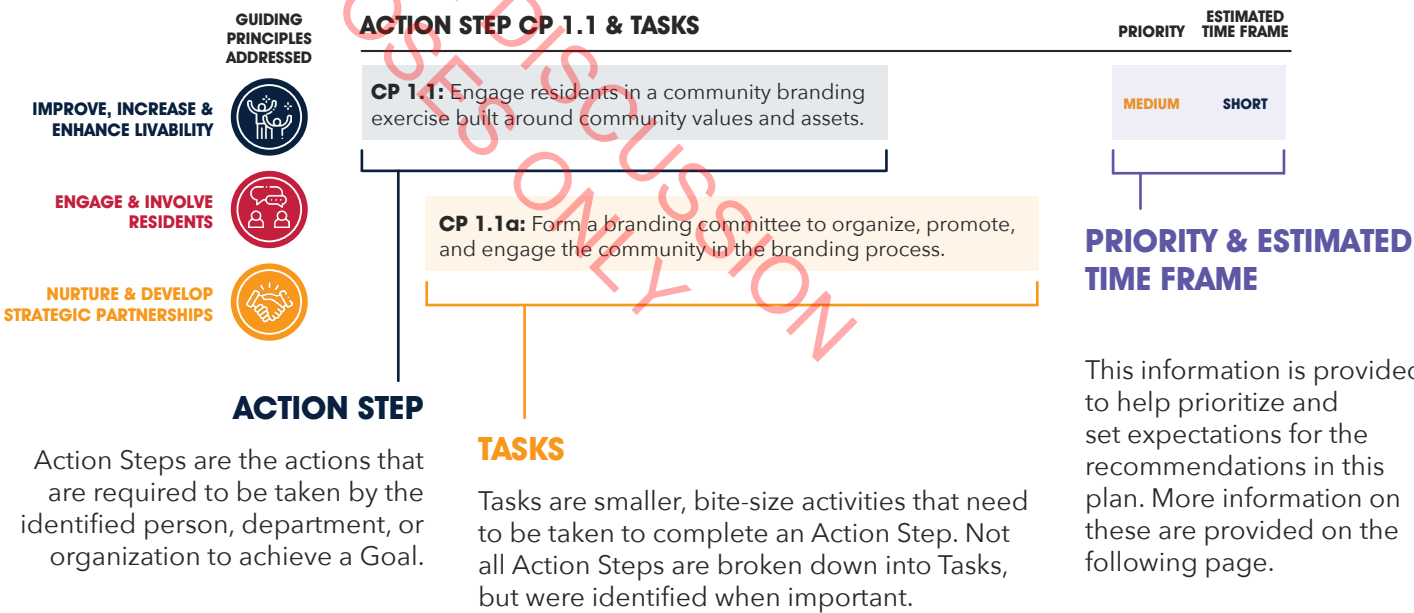 GUIDING
PRINCIPLES
ADDRESSED
ACTION STEP CP 1.1 & TASKS
PRIORITY
ESTIMATED
TIME FRAME
IMPROVE, INCREASE &
ENHANCE LIVABILITY
ENGAGE & INVOLVE
RESIDENTS
NURTURE & DEVELOP
STRATEGIC PARTNERSHIPS
CP 1.1: Engage residents in a community branding
exercise built around community values and assets.
MEDIUM
SHORT
CP 1.1a: Form a branding committee to organize, promote,
and engage the community in the branding process.
ACTION STEP
Action Steps are the actions that
are required to be taken by the
identified person, department, or
organization to achieve a Goal.
TASKS
Tasks are smaller, bite-size activities that need
to be taken to complete an Action Step. Not
all Action Steps are broken down into Tasks,
but were identified when important.
PRIORITY & ESTIMATED
TIME FRAME
This information is provided
to help prioritize and
set expectations for the
recommendations in this
plan. More information on
these are provided on the
following page.
DISCUSSION
ONLY